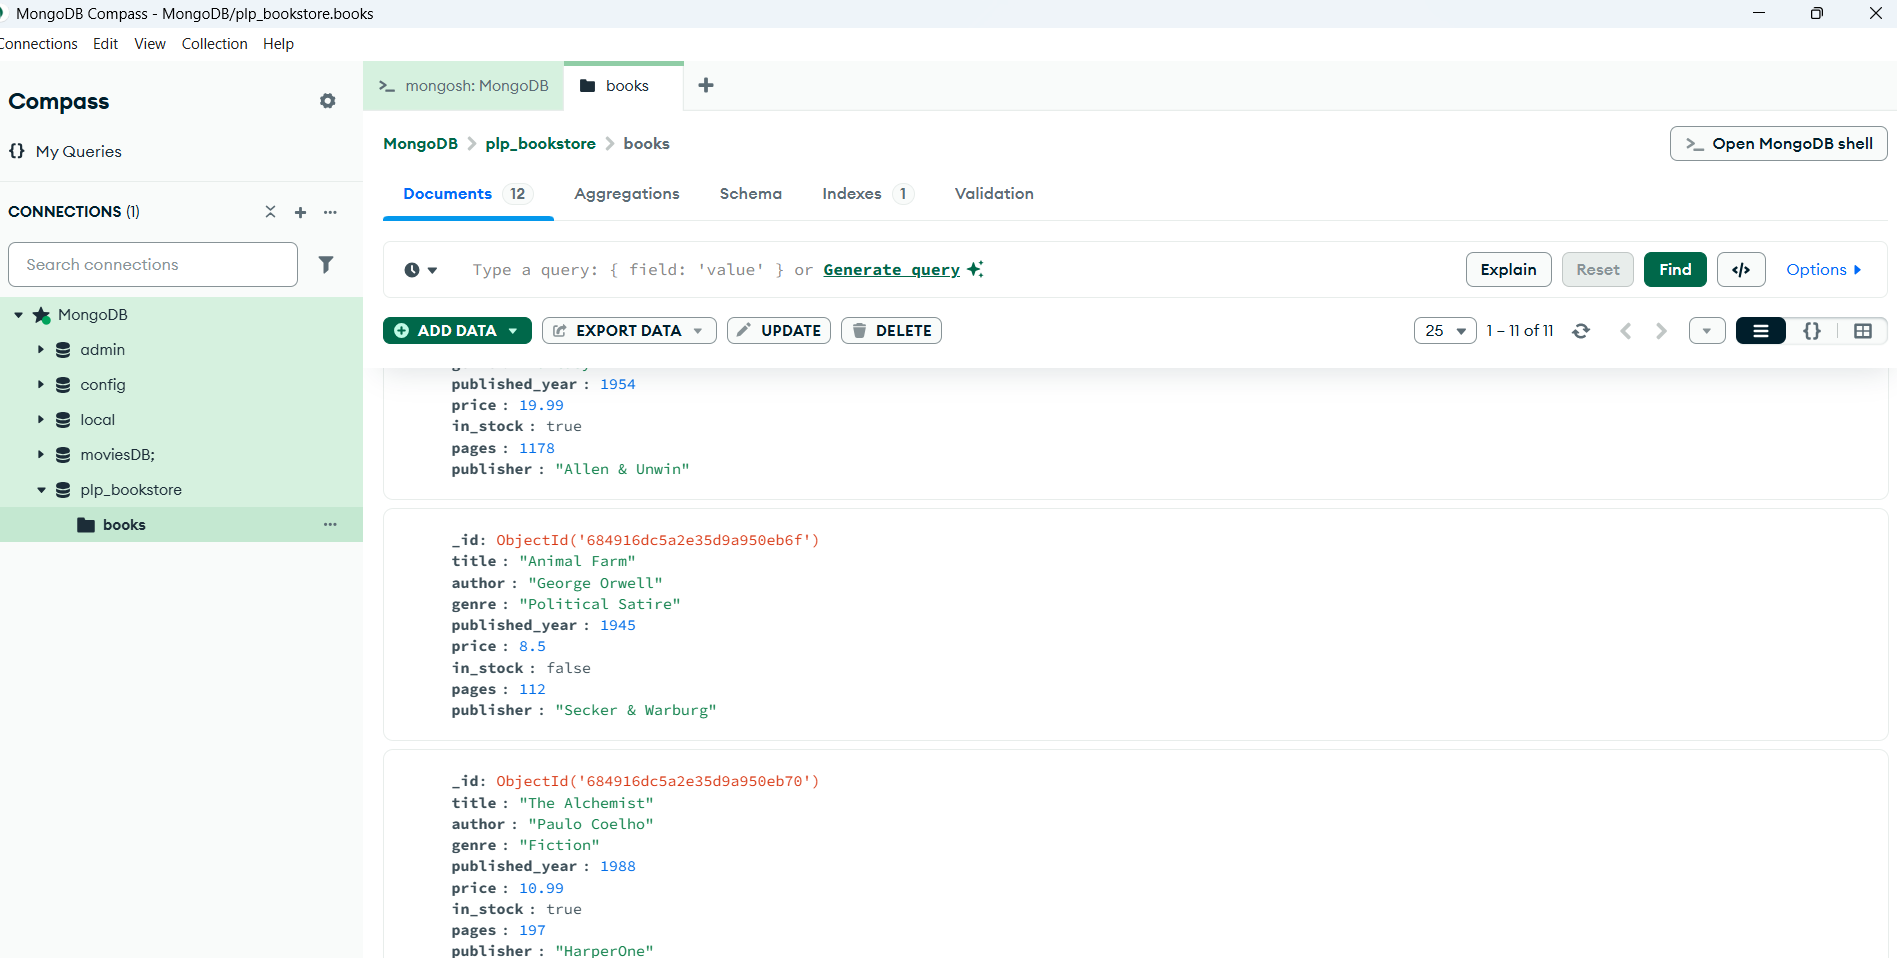 MongoDB Compass - MongoDB/plp_bookstore.books
Connections Edit View Collection Help
Compass
{} My Queries
CONNECTIONS (1)
Search connections
MongoDB
admin
config
local
moviesDB;
plp_bookstore
books
>_ mongosh: MongoDB
books
MongoDB > plp_bookstore > books
>_ Open MongoDB shell
Documents 12 Aggregations Schema Indexes 1 Validation
Type a query: { field: 'value' } or Generate query
Explain Reset Find </> Options
ADD DATA EXPORT DATA UPDATE DELETE
25 1 – 11 of 11 {}
published_year : 1954
price : 19.99
in_stock : true
pages : 1178
publisher : "Allen & Unwin"
_id: ObjectId('684916dc5a2e35d9a950eb6f')
title : "Animal Farm"
author : "George Orwell"
genre : "Political Satire"
published_year : 1945
price : 8.5
in_stock : false
pages : 112
publisher : "Secker & Warburg"
_id: ObjectId('684916dc5a2e35d9a950eb70')
title : "The Alchemist"
author : "Paulo Coelho"
genre : "Fiction"
published_year : 1988
price : 10.99
in_stock : true
pages : 197
publisher : "HarperOne"